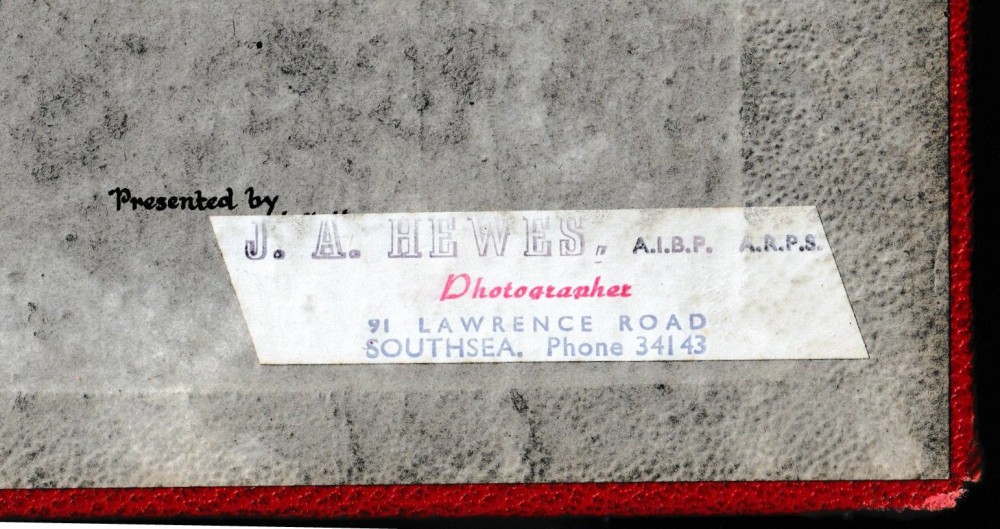 Presented by
J. A. HEWES, A.I.B.P. A.R.P.S.
Photographer
91 LAWRENCE ROAD
SOUTHSEA. Phone 34143